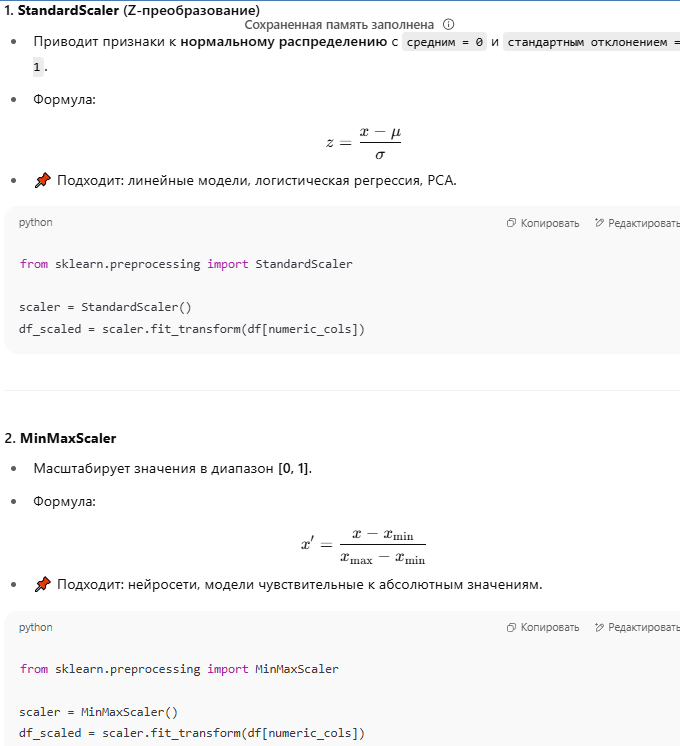 1. StandardScaler (Z-преобразование)
Сохраненная память заполнена
Приводит признаки к нормальному распределению с средним = 0 и стандартным отклонением =
1.
Формула:
z = \frac{x - μ}{σ}
📌 Подходит: линейные модели, логистическая регрессия, PCA.
python Копировать Редактировать
from sklearn.preprocessing import StandardScaler
scaler = StandardScaler()
df_scaled = scaler.fit_transform(df[numeric_cols])
2. MinMaxScaler
Масштабирует значения в диапазон [0, 1].
Формула:
x′ = \frac{x - x_{min}}{x_{max} - x_{min}}
📌 Подходит: нейросети, модели чувствительные к абсолютным значениям.
python Копировать Редактировать
from sklearn.preprocessing import MinMaxScaler
scaler = MinMaxScaler()
df_scaled = scaler.fit_transform(df[numeric_cols])